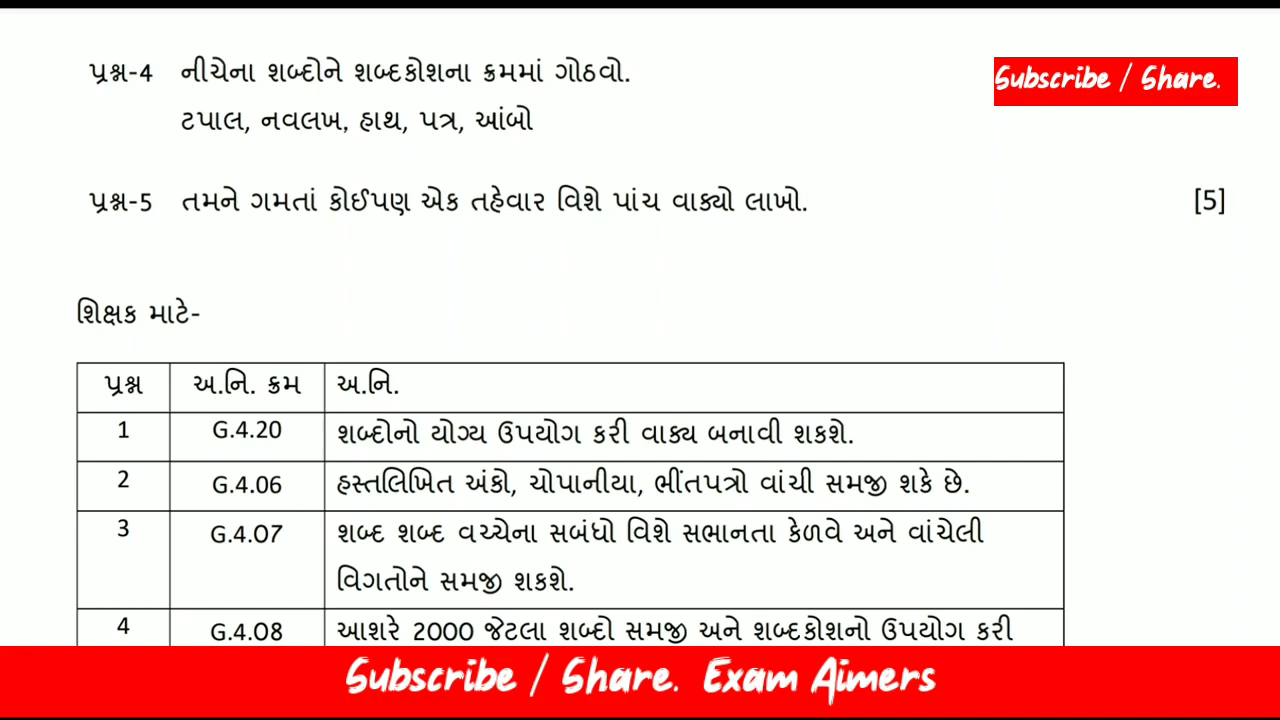 પ્રશ્ન-4 નીચેના શબ્દોને શબ્દકોશના ક્રમમાં ગોઠવો.
Subscribe / Share.
ટપાલ, નવલખ, હાથ, પત્ર, આંબો
પ્રશ્ન-5 તમને ગમતાં કોઈપણ એક તહેવાર વિશે પાંચ વાક્યો લાખો. [5]
શિક્ષક માટે-
પ્રશ્ન અ.નિ. ક્રમ અ.નિ.
1 G.4.20 શબ્દોનો યોગ્ય ઉપયોગ કરી વાક્ય બનાવી શકશે.
2 G.4.06 હસ્તલિખિત અંકો, ચોપાનીયા, ભીંતપત્રો વાંચી સમજી શકે છે.
3 G.4.07 શબ્દ શબ્દ વચ્ચેના સબંધો વિશે સભાનતા કેળવે અને વાંચેલી
વિગતોને સમજી શકશે.
4 G.4.08 આશરે 2000 જેટલા શબ્દો સમજી અને શબ્દકોશનો ઉપયોગ કરી
Subscribe / Share. Exam Aimers